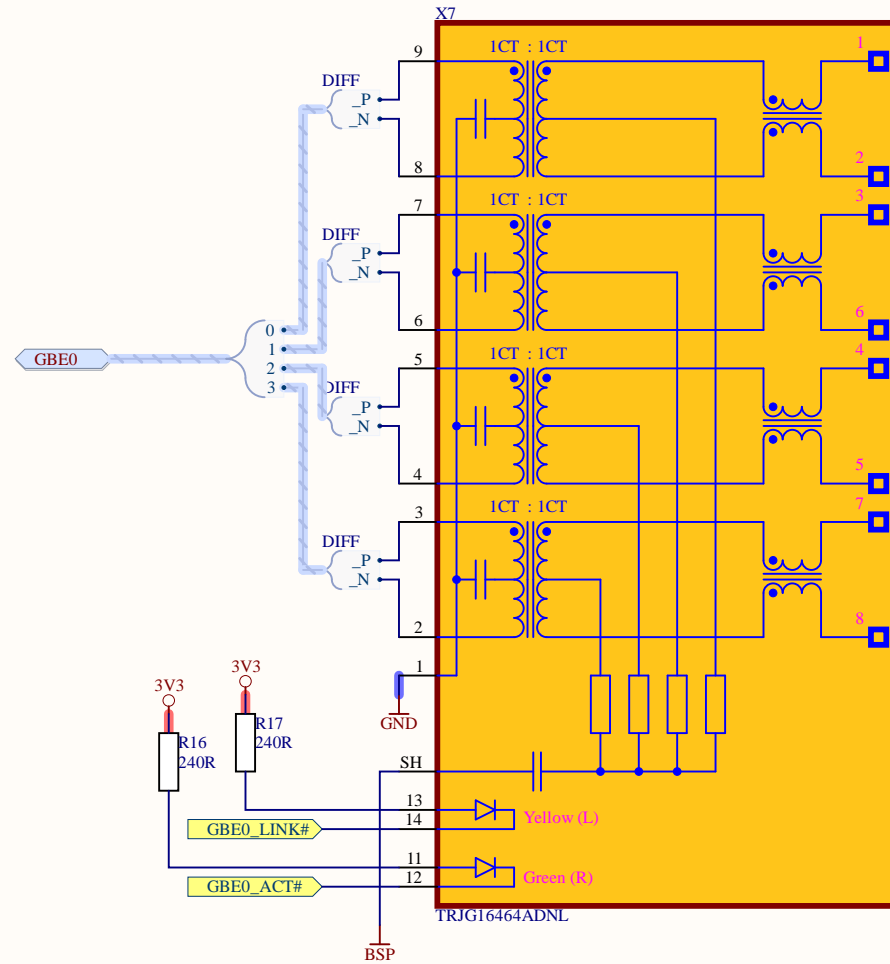 X7
1CT : 1CT
1
9
DIFF
_P
_N
8
2
7
1CT : 1CT
3
DIFF
_P
_N
6
6
0
1
GBE0
2
3
5
1CT : 1CT
4
DIFF
_P
_N
4
5
3
1CT : 1CT
7
DIFF
_P
_N
2
8
1
3V3
3V3
GND
R17
240R
R16
240R
SH
13
Yellow (L)
14
GBE0_LINK#
11
Green (R)
12
GBE0_ACT#
TRJG16464ADNL
BSP